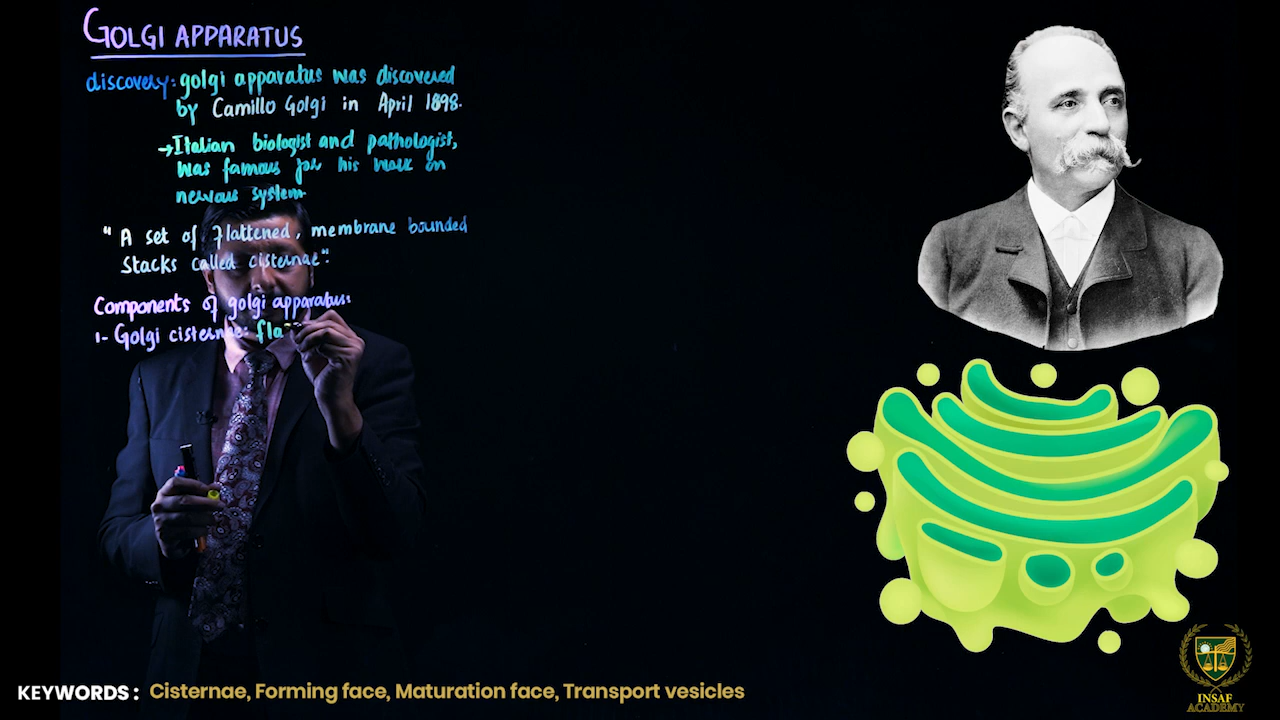 GOLGI APPARATUS
discovery: golgi apparatus was discovered
by Camillo Golgi in April 1898.
→Italian biologist and pathologist,
was famous for his work on
nervous system.
" A set of flattened, membrane bounded
Stacks called cisternae".
Components of golgi apparatus:
1- Golgi cisternae: fla
KEYWORDS : Cisternae, Forming face, Maturation face, Transport vesicles
INSAF
ACADEMY